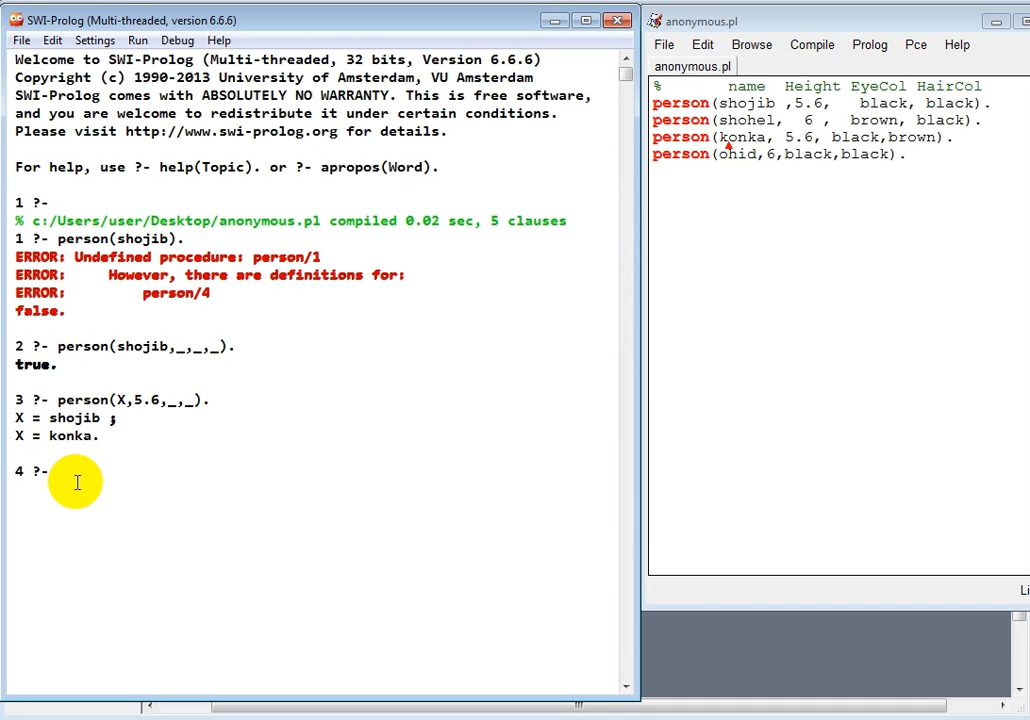 SWI-Prolog (Multi-threaded, version 6.6.6)
File Edit Settings Run Debug Help
Welcome to SWI-Prolog (Multi-threaded, 32 bits, Version 6.6.6)
Copyright (c) 1990-2013 University of Amsterdam, VU Amsterdam
SWI-Prolog comes with ABSOLUTELY NO WARRANTY. This is free software,
and you are welcome to redistribute it under certain conditions.
Please visit http://www.swi-prolog.org for details.
For help, use ?- help(Topic). or ?- apropos(Word).
1 ?-
% c:/Users/user/Desktop/anonymous.pl compiled 0.02 sec, 5 clauses
1 ?- person(shojib).
ERROR: Undefined procedure: person/1
ERROR:     However, there are definitions for:
ERROR:         person/4
false.
2 ?- person(shojib,_,_,_).
true.
3 ?- person(X,5.6,_,_).
X = shojib ;
X = konka.
4 ?-
anonymous.pl
File Edit Browse Compile Prolog Pce Help
anonymous.pl
%       name  Height EyeCol HairCol
person(shojib ,5.6,   black, black).
person(shohel,  6 ,  brown, black).
person(konka, 5.6, black,brown).
person(ohid,6,black,black).
Li